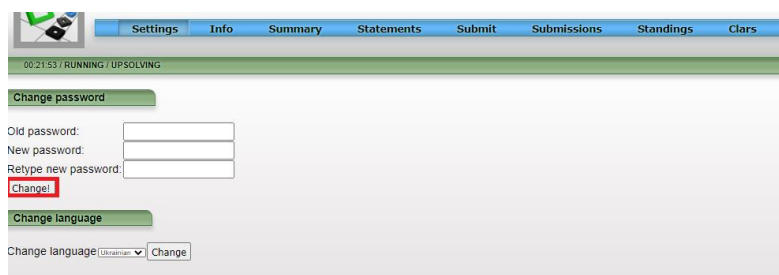 Settings Info Summary Statements Submit Submissions Standings Clars
00:21:53 / RUNNING / UPSOLVING
Change password
Old password:
New password:
Retype new password:
Change!
Change language
Change language Ukrainian Change